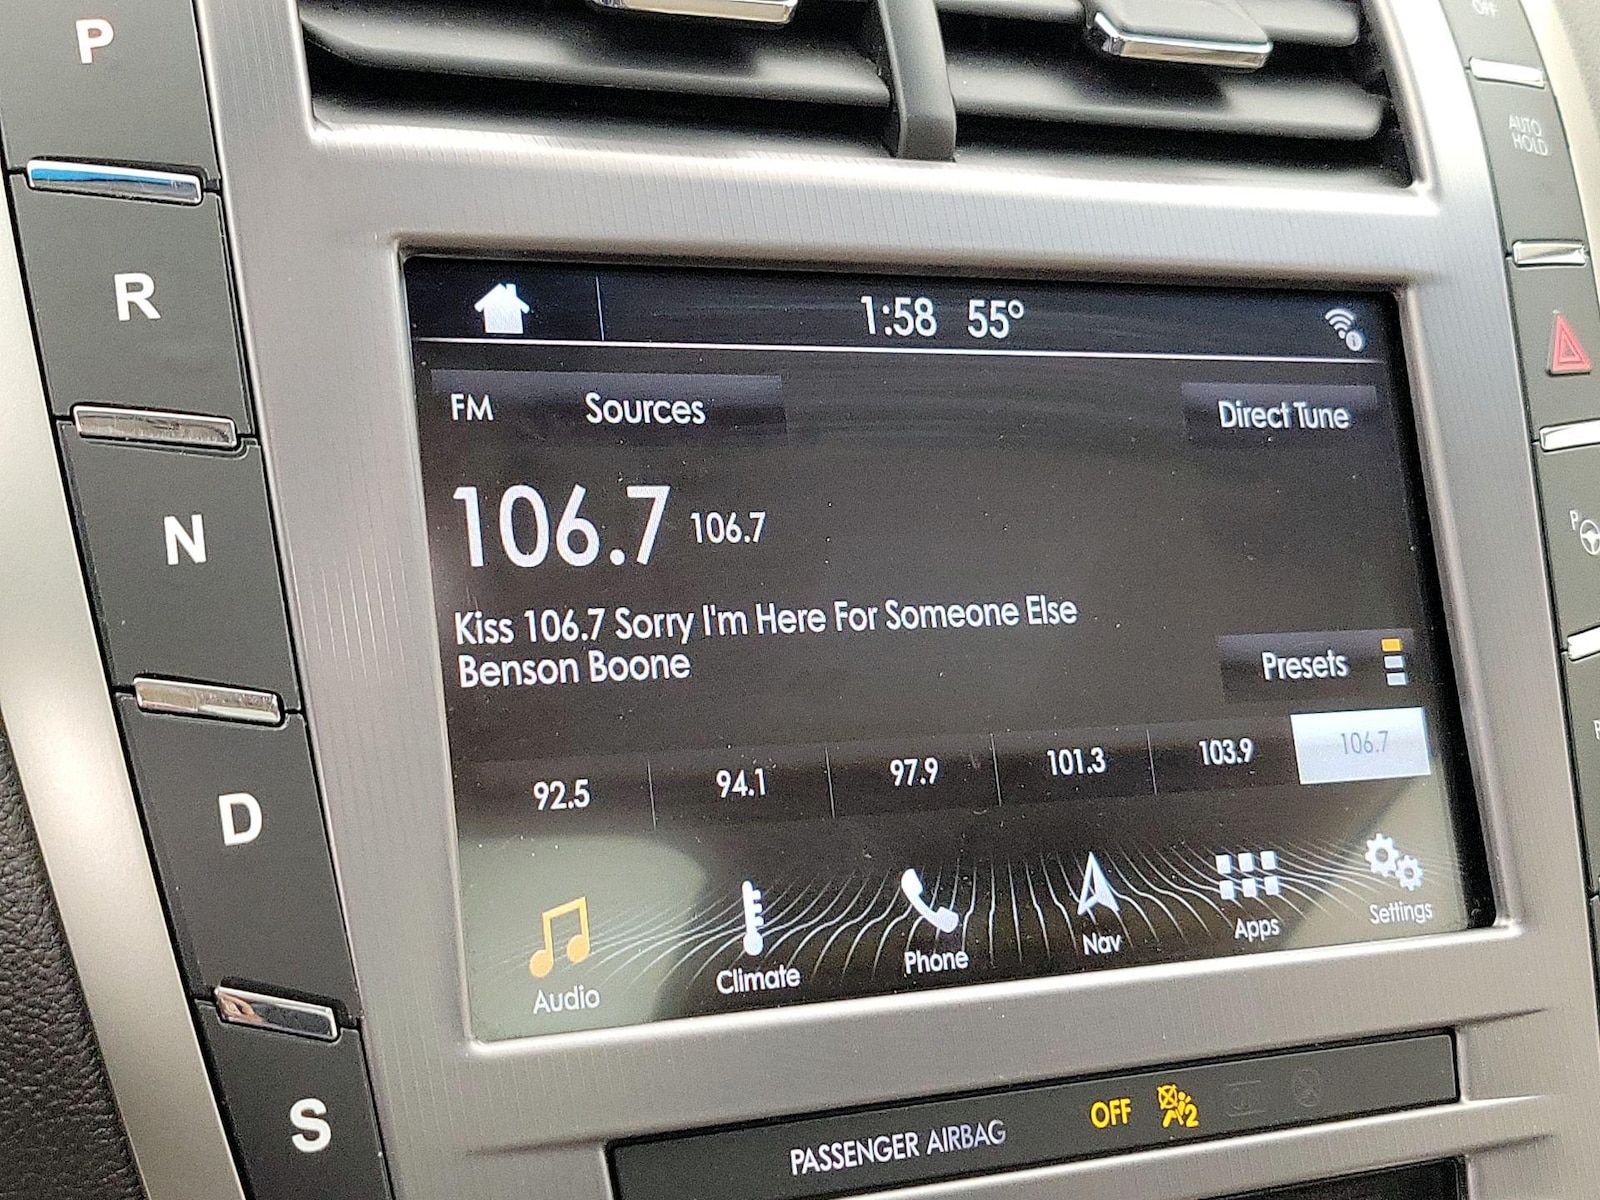 P
R
N
D
S
OFF
AUTO
HOLD
P
1:58 55°
FM Sources Direct Tune
106.7 106.7
Kiss 106.7 Sorry I'm Here For Someone Else
Benson Boone
Presets
92.5 94.1 97.9 101.3 103.9 106.7
Audio Climate Phone Nav Apps Settings
PASSENGER AIRBAG OFF 2